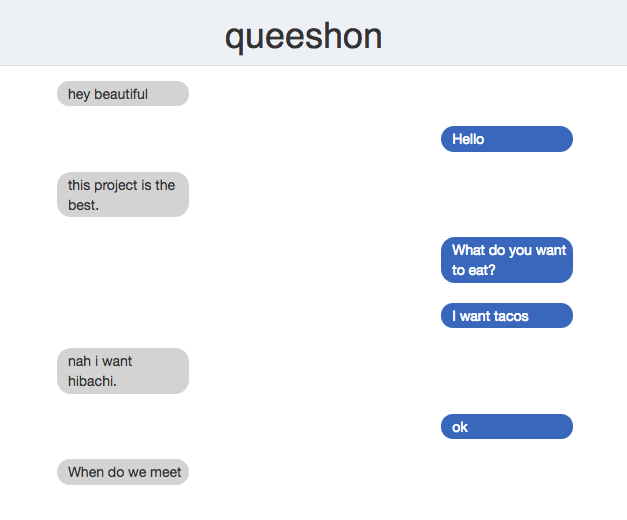 queeshon
hey beautiful
Hello
this project is the
best.
What do you want
to eat?
I want tacos
nah i want
hibachi.
ok
When do we meet